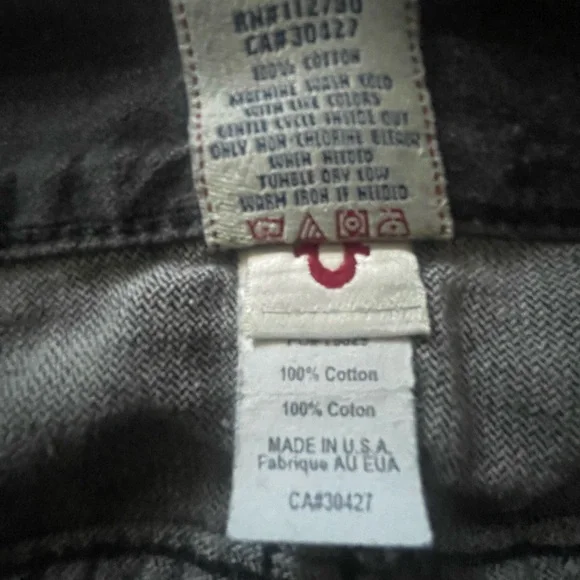 RN#112790
CA#30427
100% COTTON
MACHINE WASH COLD
WITH LIKE COLORS
GENTLE CYCLE INSIDE OUT
ONLY NON-CHLORINE BLEACH
WHEN NEEDED
TUMBLE DRY LOW
WARM IRON IF NEEDED
100% Cotton
100% Coton
MADE IN U.S.A.
Fabrique AU EUA
CA#30427